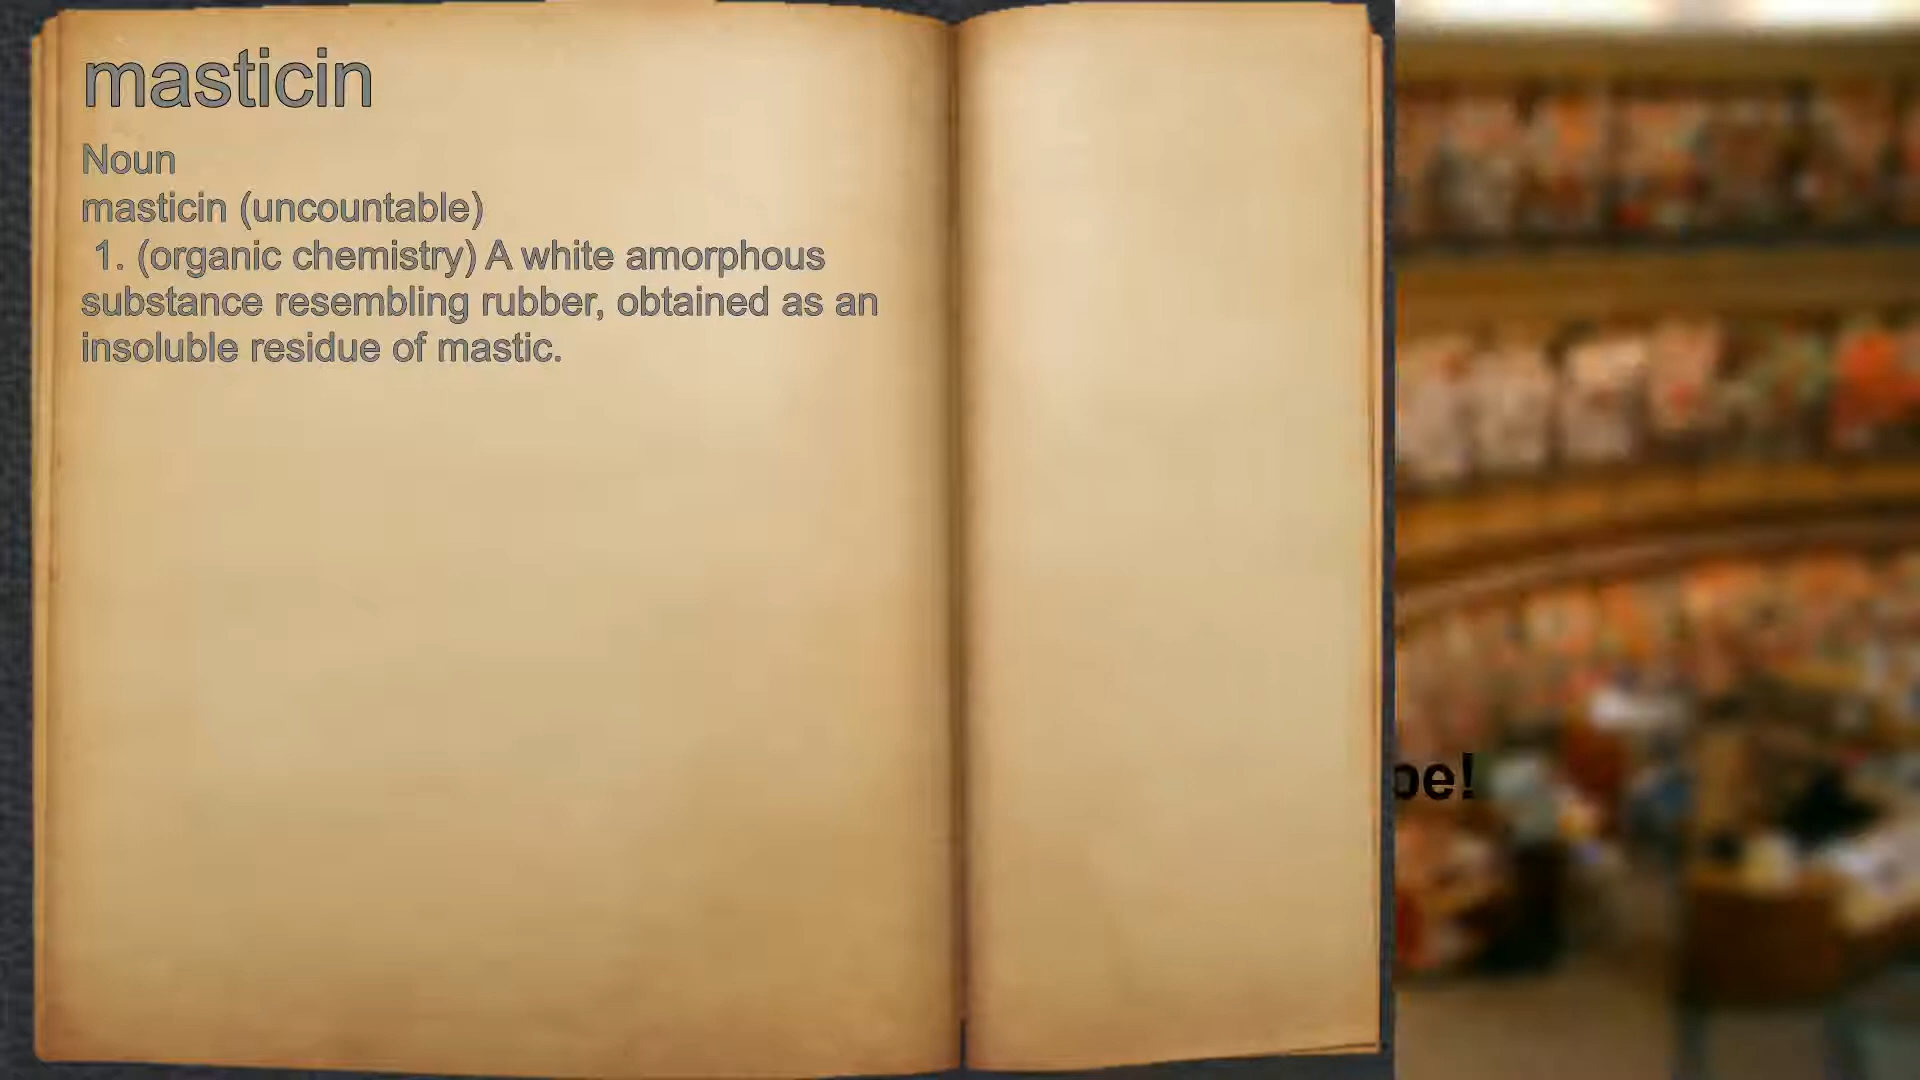 masticin
Noun
masticin (uncountable)
1. (organic chemistry) A white amorphous
substance resembling rubber, obtained as an
insoluble residue of mastic.
be!